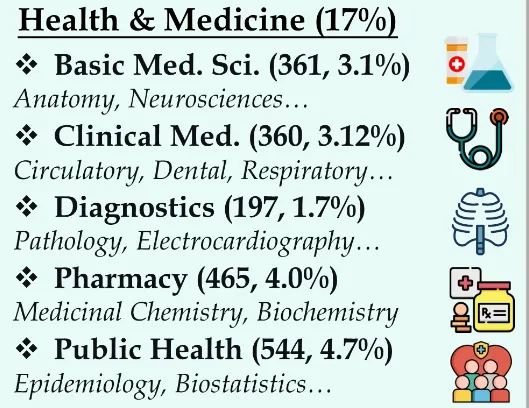 Health & Medicine (17%)
❖ Basic Med. Sci. (361, 3.1%)
Anatomy, Neurosciences…
❖ Clinical Med. (360, 3.12%)
Circulatory, Dental, Respiratory…
❖ Diagnostics (197, 1.7%)
Pathology, Electrocardiography…
❖ Pharmacy (465, 4.0%)
Medicinal Chemistry, Biochemistry
❖ Public Health (544, 4.7%)
Epidemiology, Biostatistics…